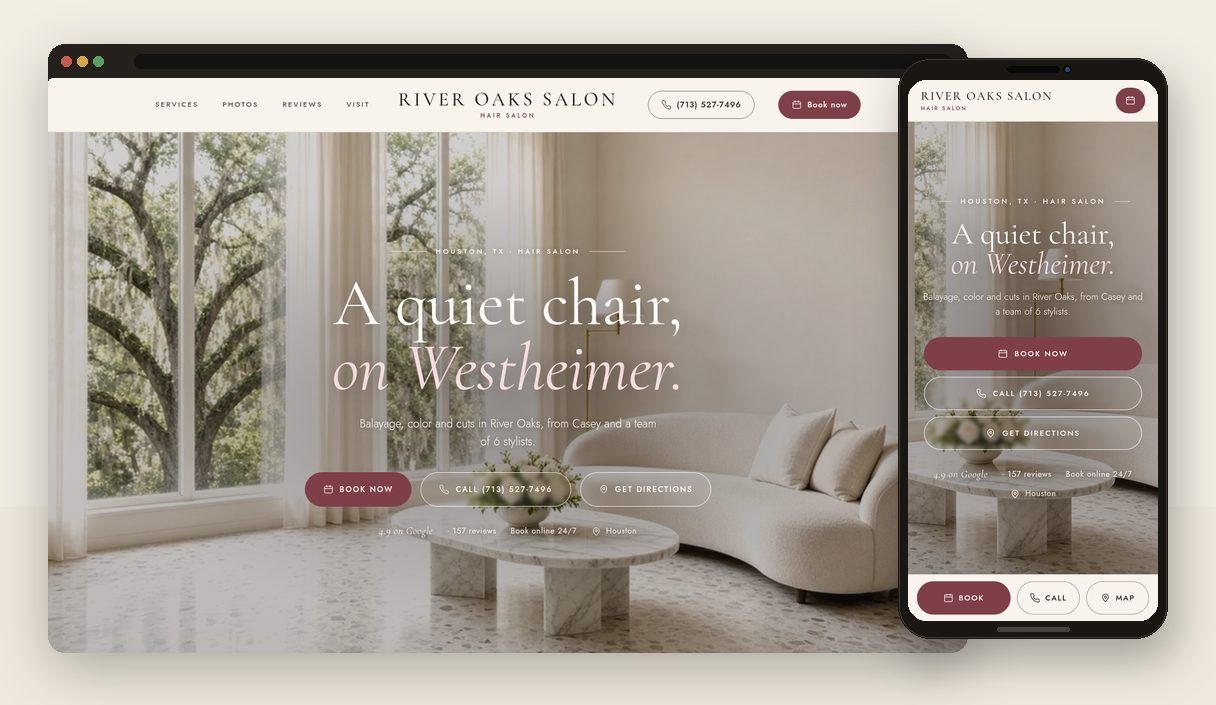 SERVICES PHOTOS REVIEWS VISIT
RIVER OAKS SALON
HAIR SALON
(713) 527-7496
Book now
HOUSTON, TX · HAIR SALON
A quiet chair,
on Westheimer.
Balayage, color and cuts in River Oaks, from Casey and a team
of 6 stylists.
BOOK NOW
CALL (713) 527-7496
GET DIRECTIONS
4.9 on Google · 157 reviews Book online 24/7 Houston
RIVER OAKS SALON
HAIR SALON
HOUSTON, TX · HAIR SALON
A quiet chair,
on Westheimer.
Balayage, color and cuts in River Oaks, from Casey and
a team of 6 stylists.
BOOK NOW
CALL (713) 527-7496
GET DIRECTIONS
4.9 on Google · 157 reviews Book online 24/7
Houston
BOOK CALL MAP